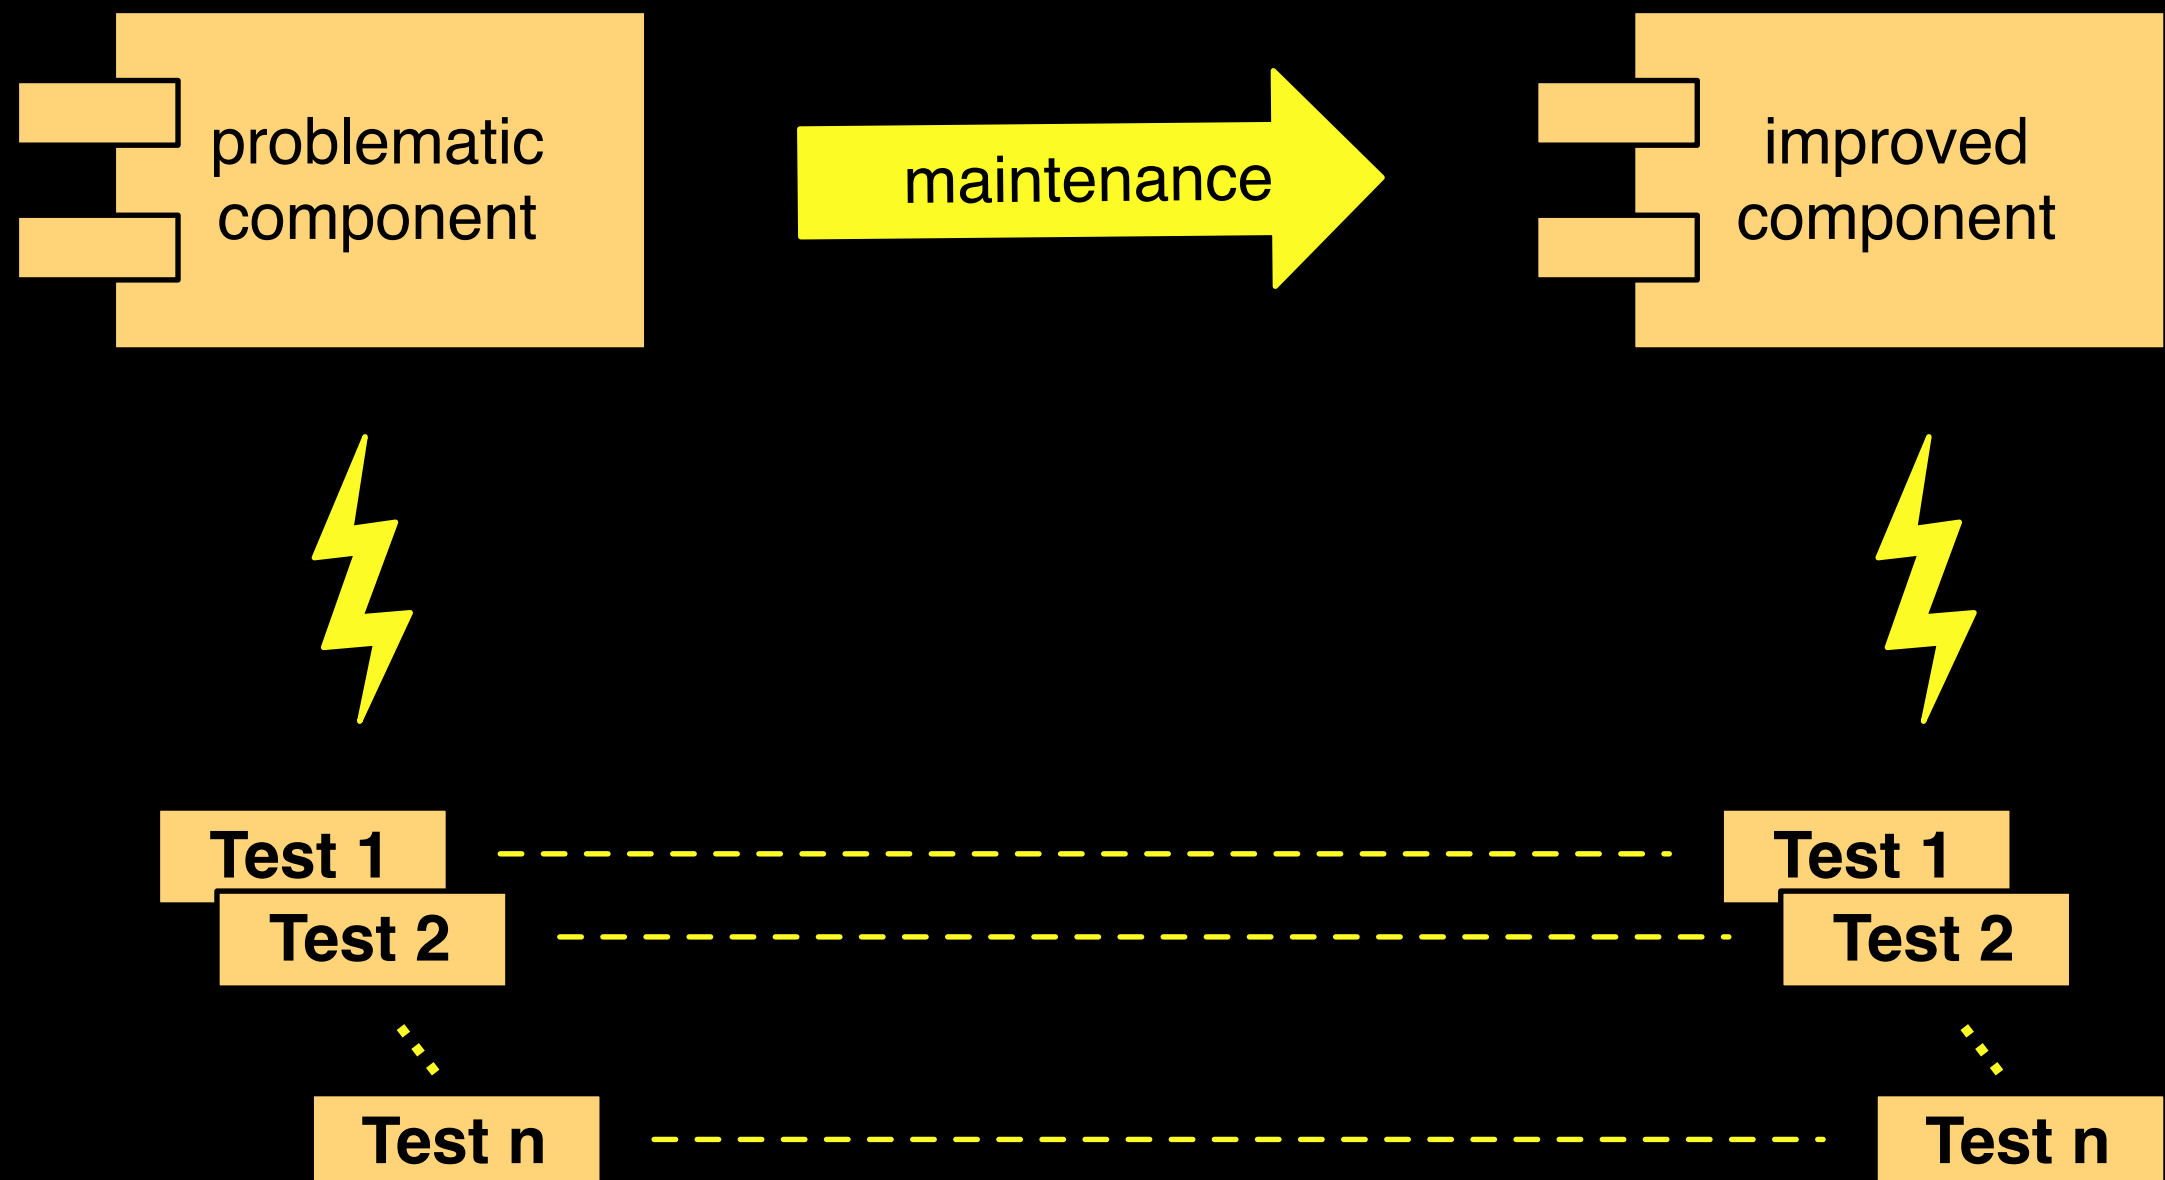 problematic
component
maintenance
improved
component
Test 1
Test 1
Test 2
Test 2
Test n
Test n